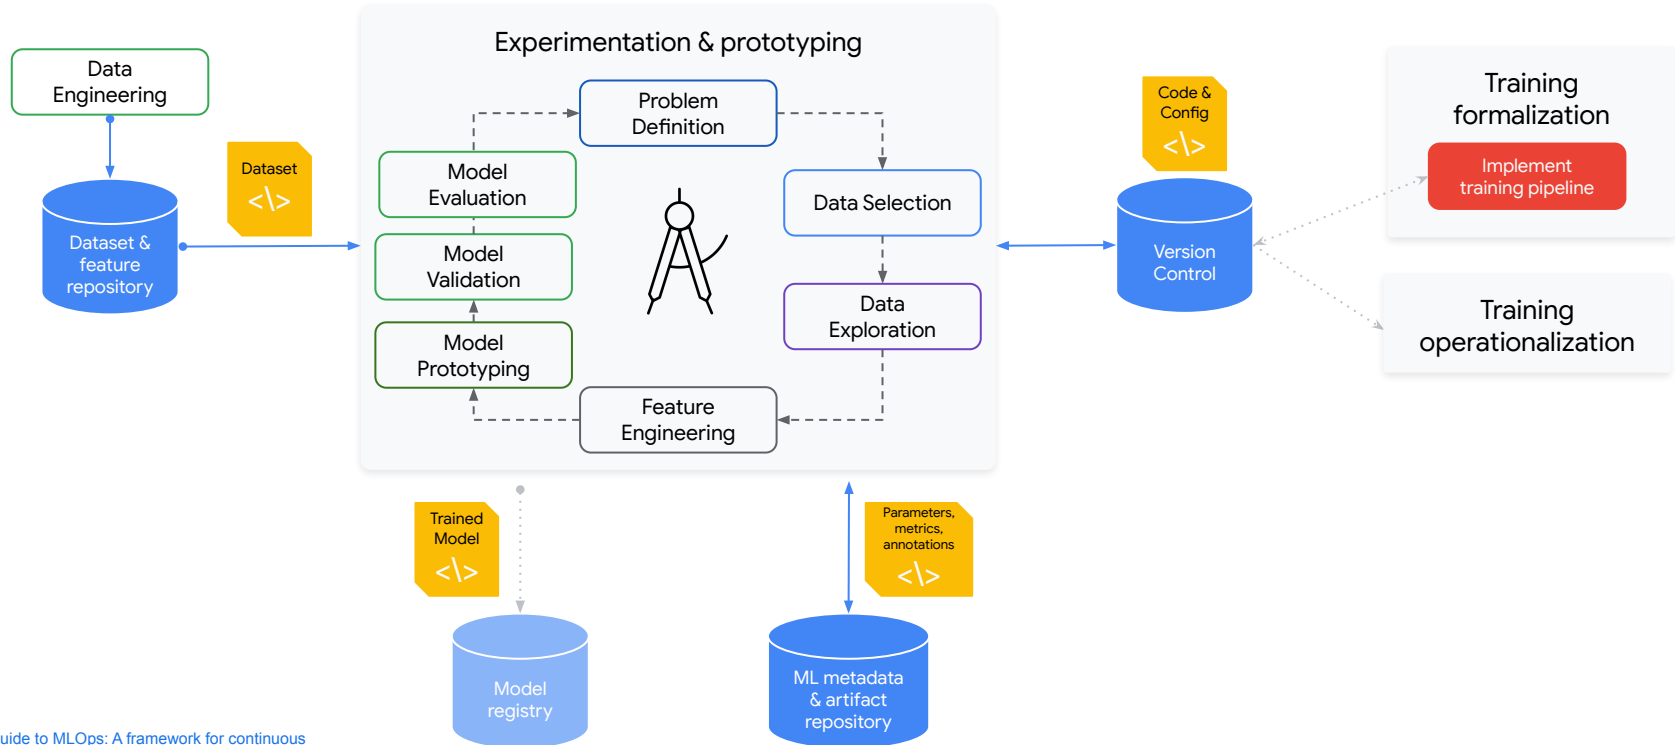 Experimentation & prototyping
Data
Engineering
Dataset
</>
Dataset &
feature
repository
Problem
Definition
Data Selection
Data
Exploration
Feature
Engineering
Model
Prototyping
Model
Validation
Model
Evaluation
Code &
Config
</>
Version
Control
Training
formalization
Implement
training pipeline
Training
operationalization
Trained
Model
</>
Model
registry
Parameters,
metrics,
annotations
</>
ML metadata
& artifact
repository
uide to MLOps: A framework for continuous